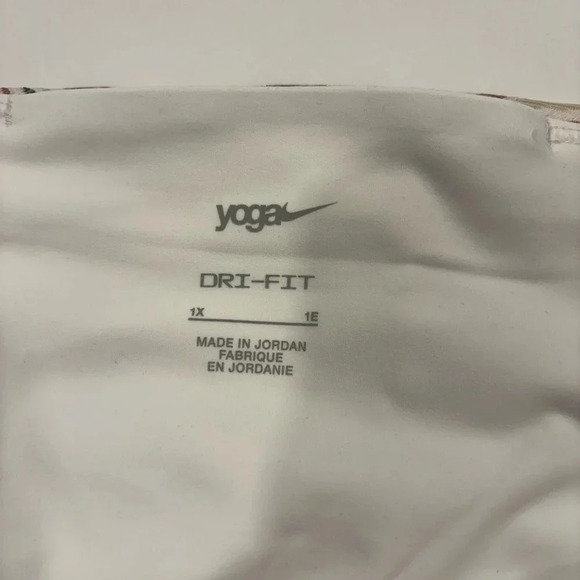 yoga
DRI-FIT
1X 1E
MADE IN JORDAN
FABRIQUE
EN JORDANIE